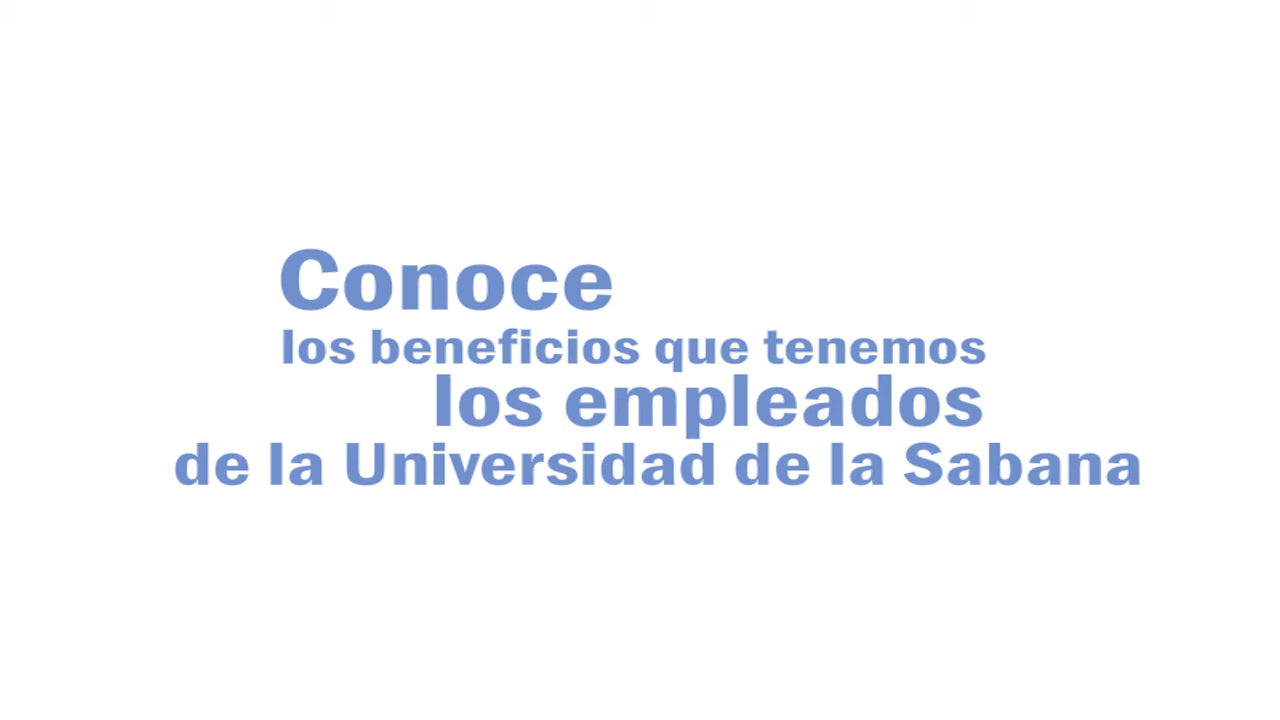 Conoce
los beneficios que tenemos
los empleados
de la Universidad de la Sabana